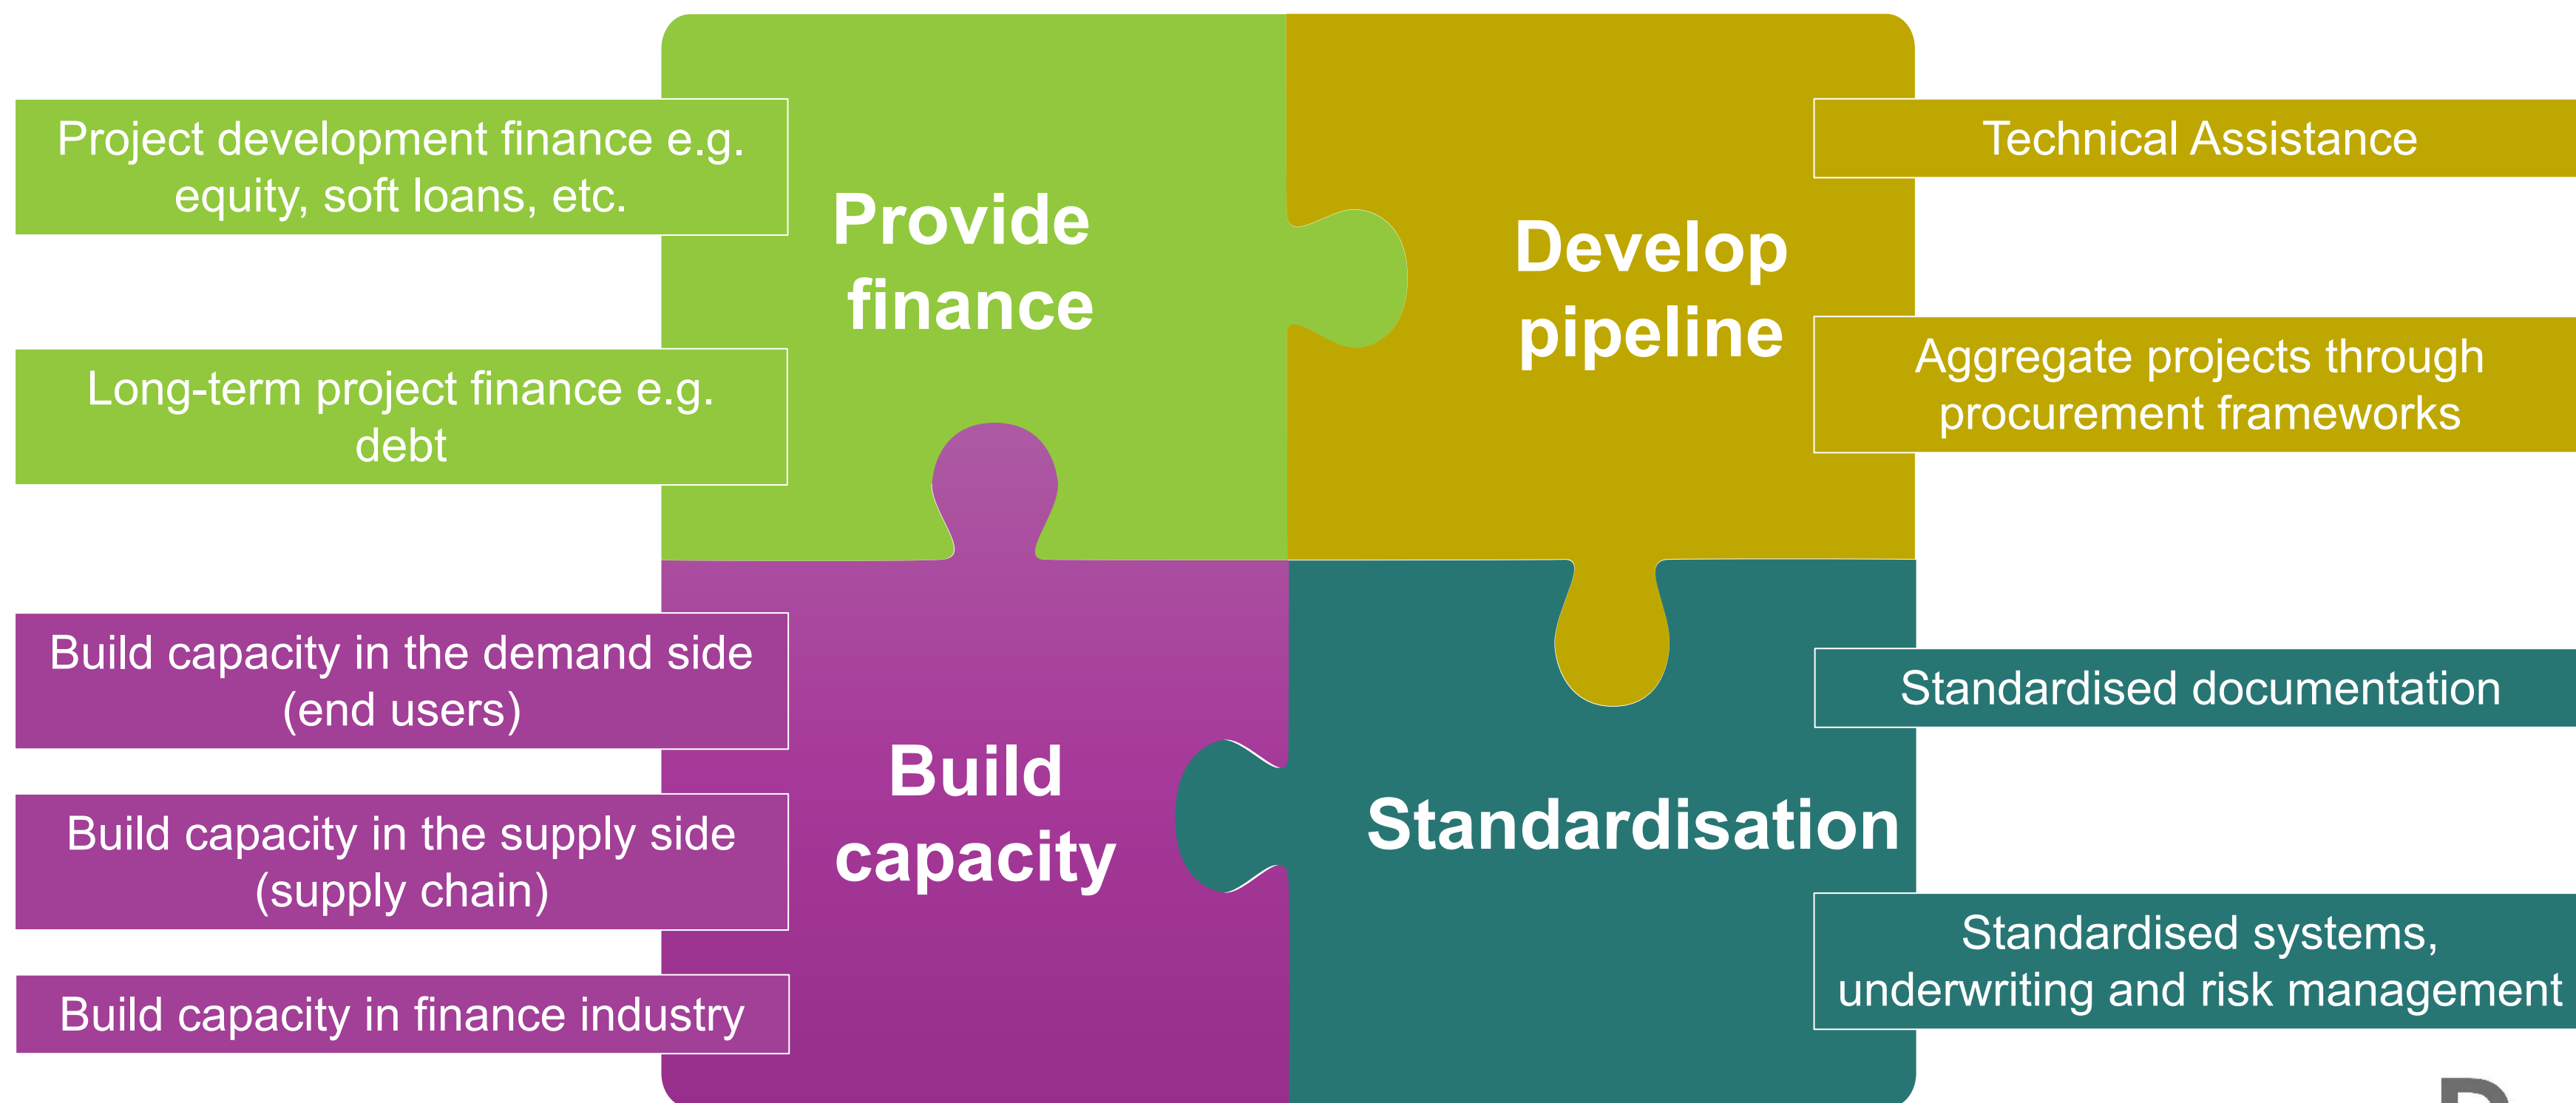 Project development finance e.g.
equity, soft loans, etc.
Long-term project finance e.g.
debt
Provide
finance
Develop
pipeline
Technical Assistance
Aggregate projects through
procurement frameworks
Build capacity in the demand side
(end users)
Build capacity in the supply side
(supply chain)
Build capacity in finance industry
Build
capacity
Standardisation
Standardised documentation
Standardised systems,
underwriting and risk management